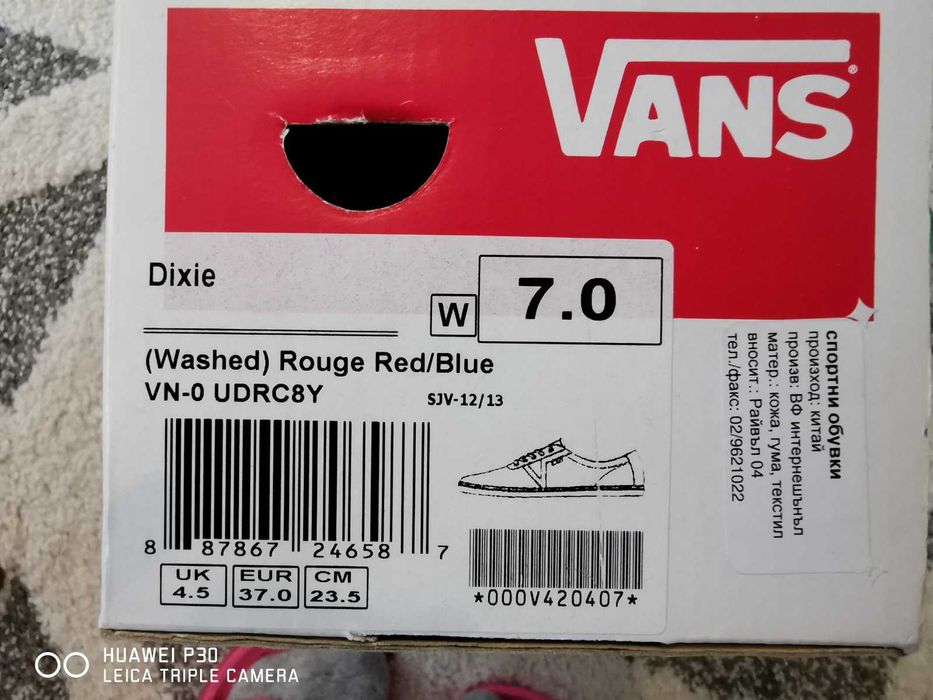 VANS®
Dixie
W 7.0
(Washed) Rouge Red/Blue
VN-0 UDRC8Y
SJV-12/13
8 87867 24658 7
*000V420407*
UK EUR CM
4.5 37.0 23.5
спортни обувки
произход: китай
произв: ВФ интернешънъл
матер.: кожа, гума, текстил
вносит.: Райвъл 04
тел./факс: 02/9621022
HUAWEI P30
LEICA TRIPLE CAMERA